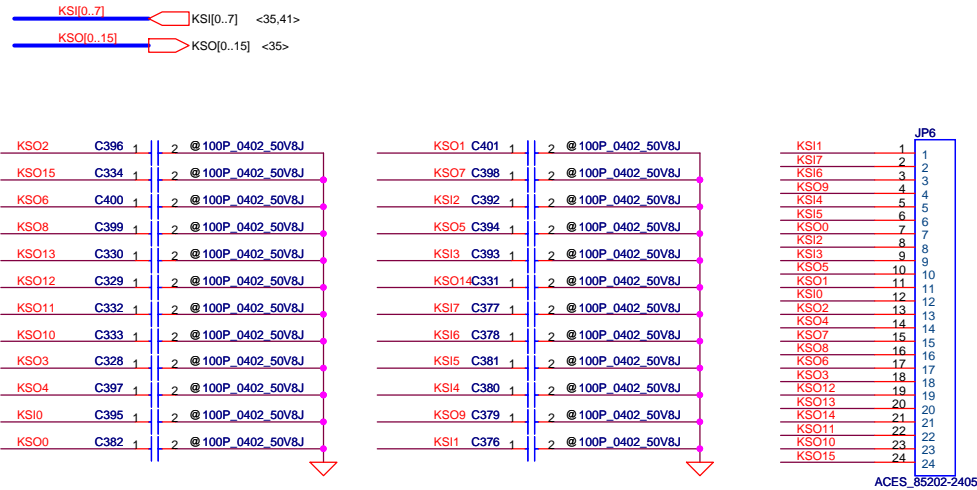 KSI[0..7] KSI[0..7] <35,41>
KSO[0..15] KSO[0..15] <35>
KSO2 C396 1 2 @100P_0402_50V8J
KSO15 C334 1 2 @100P_0402_50V8J
KSO6 C400 1 2 @100P_0402_50V8J
KSO8 C399 1 2 @100P_0402_50V8J
KSO13 C330 1 2 @100P_0402_50V8J
KSO12 C329 1 2 @100P_0402_50V8J
KSO11 C332 1 2 @100P_0402_50V8J
KSO10 C333 1 2 @100P_0402_50V8J
KSO3 C328 1 2 @100P_0402_50V8J
KSO4 C397 1 2 @100P_0402_50V8J
KSI0 C395 1 2 @100P_0402_50V8J
KSO0 C382 1 2 @100P_0402_50V8J
KSO1 C401 1 2 @100P_0402_50V8J
KSO7 C398 1 2 @100P_0402_50V8J
KSI2 C392 1 2 @100P_0402_50V8J
KSO5 C394 1 2 @100P_0402_50V8J
KSI3 C393 1 2 @100P_0402_50V8J
KSO14 C331 1 2 @100P_0402_50V8J
KSI7 C377 1 2 @100P_0402_50V8J
KSI6 C378 1 2 @100P_0402_50V8J
KSI5 C381 1 2 @100P_0402_50V8J
KSI4 C380 1 2 @100P_0402_50V8J
KSO9 C379 1 2 @100P_0402_50V8J
KSI1 C376 1 2 @100P_0402_50V8J
JP6
KSI1 1 1
KSI7 2 2
KSI6 3 3
KSO9 4 4
KSI4 5 5
KSI5 6 6
KSO0 7 7
KSI2 8 8
KSI3 9 9
KSO5 10 10
KSO1 11 11
KSI0 12 12
KSO2 13 13
KSO4 14 14
KSO7 15 15
KSO8 16 16
KSO6 17 17
KSO3 18 18
KSO12 19 19
KSO13 20 20
KSO14 21 21
KSO11 22 22
KSO10 23 23
KSO15 24 24
ACES_85202-2405